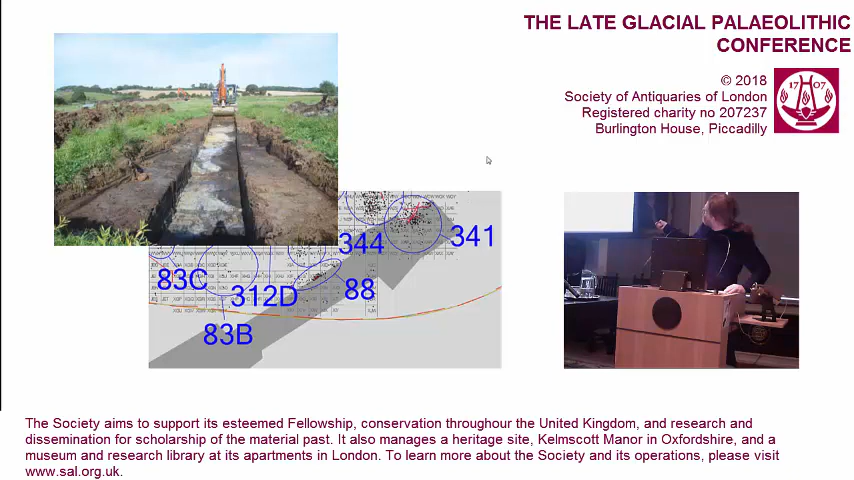 THE LATE GLACIAL PALAEOLITHIC
CONFERENCE
© 2018
Society of Antiquaries of London
Registered charity no 207237
Burlington House, Piccadilly
17 07
344
341
83C
312D
88
83B
The Society aims to support its esteemed Fellowship, conservation throughour the United Kingdom, and research and
dissemination for scholarship of the material past. It also manages a heritage site, Kelmscott Manor in Oxfordshire, and a
museum and research library at its apartments in London. To learn more about the Society and its operations, please visit
www.sal.org.uk.